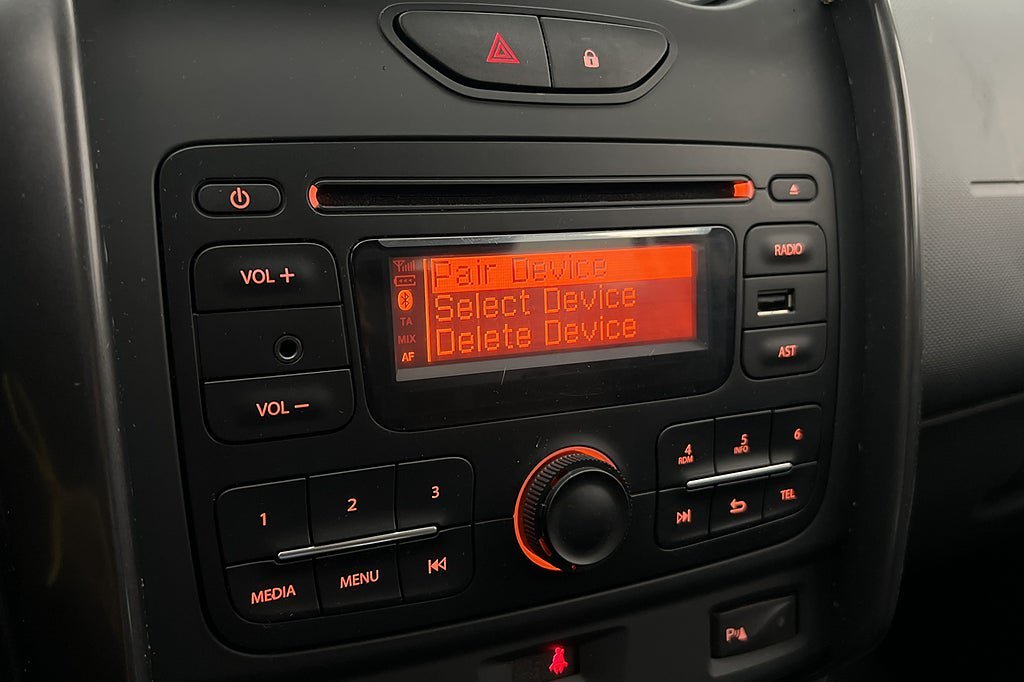 RADIO
VOL +
Pair Device
Select Device
TA
Delete Device
MIX
AF
AST
VOL −
4
RDM
5
INFO
6
1
2
3
TEL
MEDIA
MENU
P